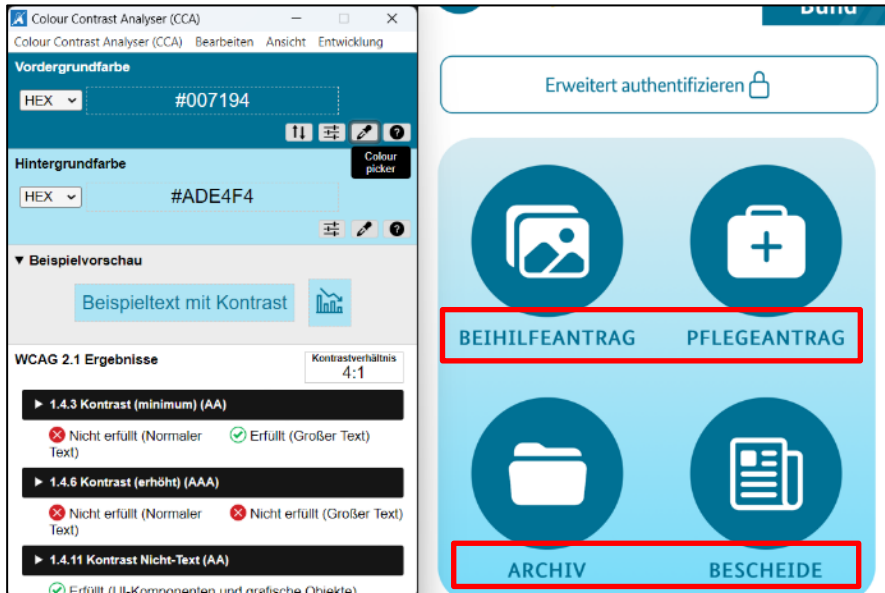 Colour Contrast Analyser (CCA)
Colour Contrast Analyser (CCA) Bearbeiten Ansicht Entwicklung
Vordergrundfarbe
HEX #007194
Colour picker
Hintergrundfarbe
HEX #ADE4F4
▼ Beispielvorschau
Beispieltext mit Kontrast
WCAG 2.1 Ergebnisse
Kontrastverhältnis
4:1
▶ 1.4.3 Kontrast (minimum) (AA)
Nicht erfüllt (Normaler Text)
Erfüllt (Großer Text)
▶ 1.4.6 Kontrast (erhöht) (AAA)
Nicht erfüllt (Normaler Text)
Nicht erfüllt (Großer Text)
▶ 1.4.11 Kontrast Nicht-Text (AA)
Erfüllt (UI-Komponenten und grafische Objekte)
Bund
Erweitert authentifizieren
BEIHILFEANTRAG
PFLEGEANTRAG
ARCHIV
BESCHEIDE